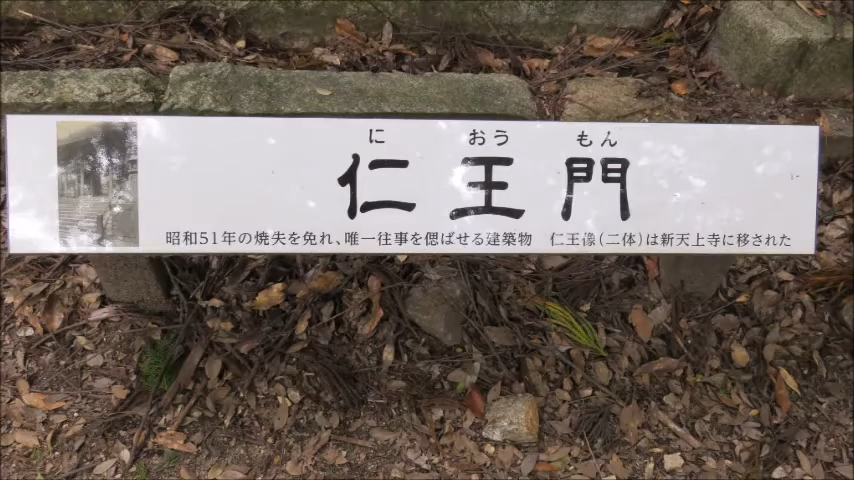 に おう もん
仁王門
昭和51年の焼失を免れ、唯一往事を偲ばせる建築物 仁王像(二体)は新天上寺に移された